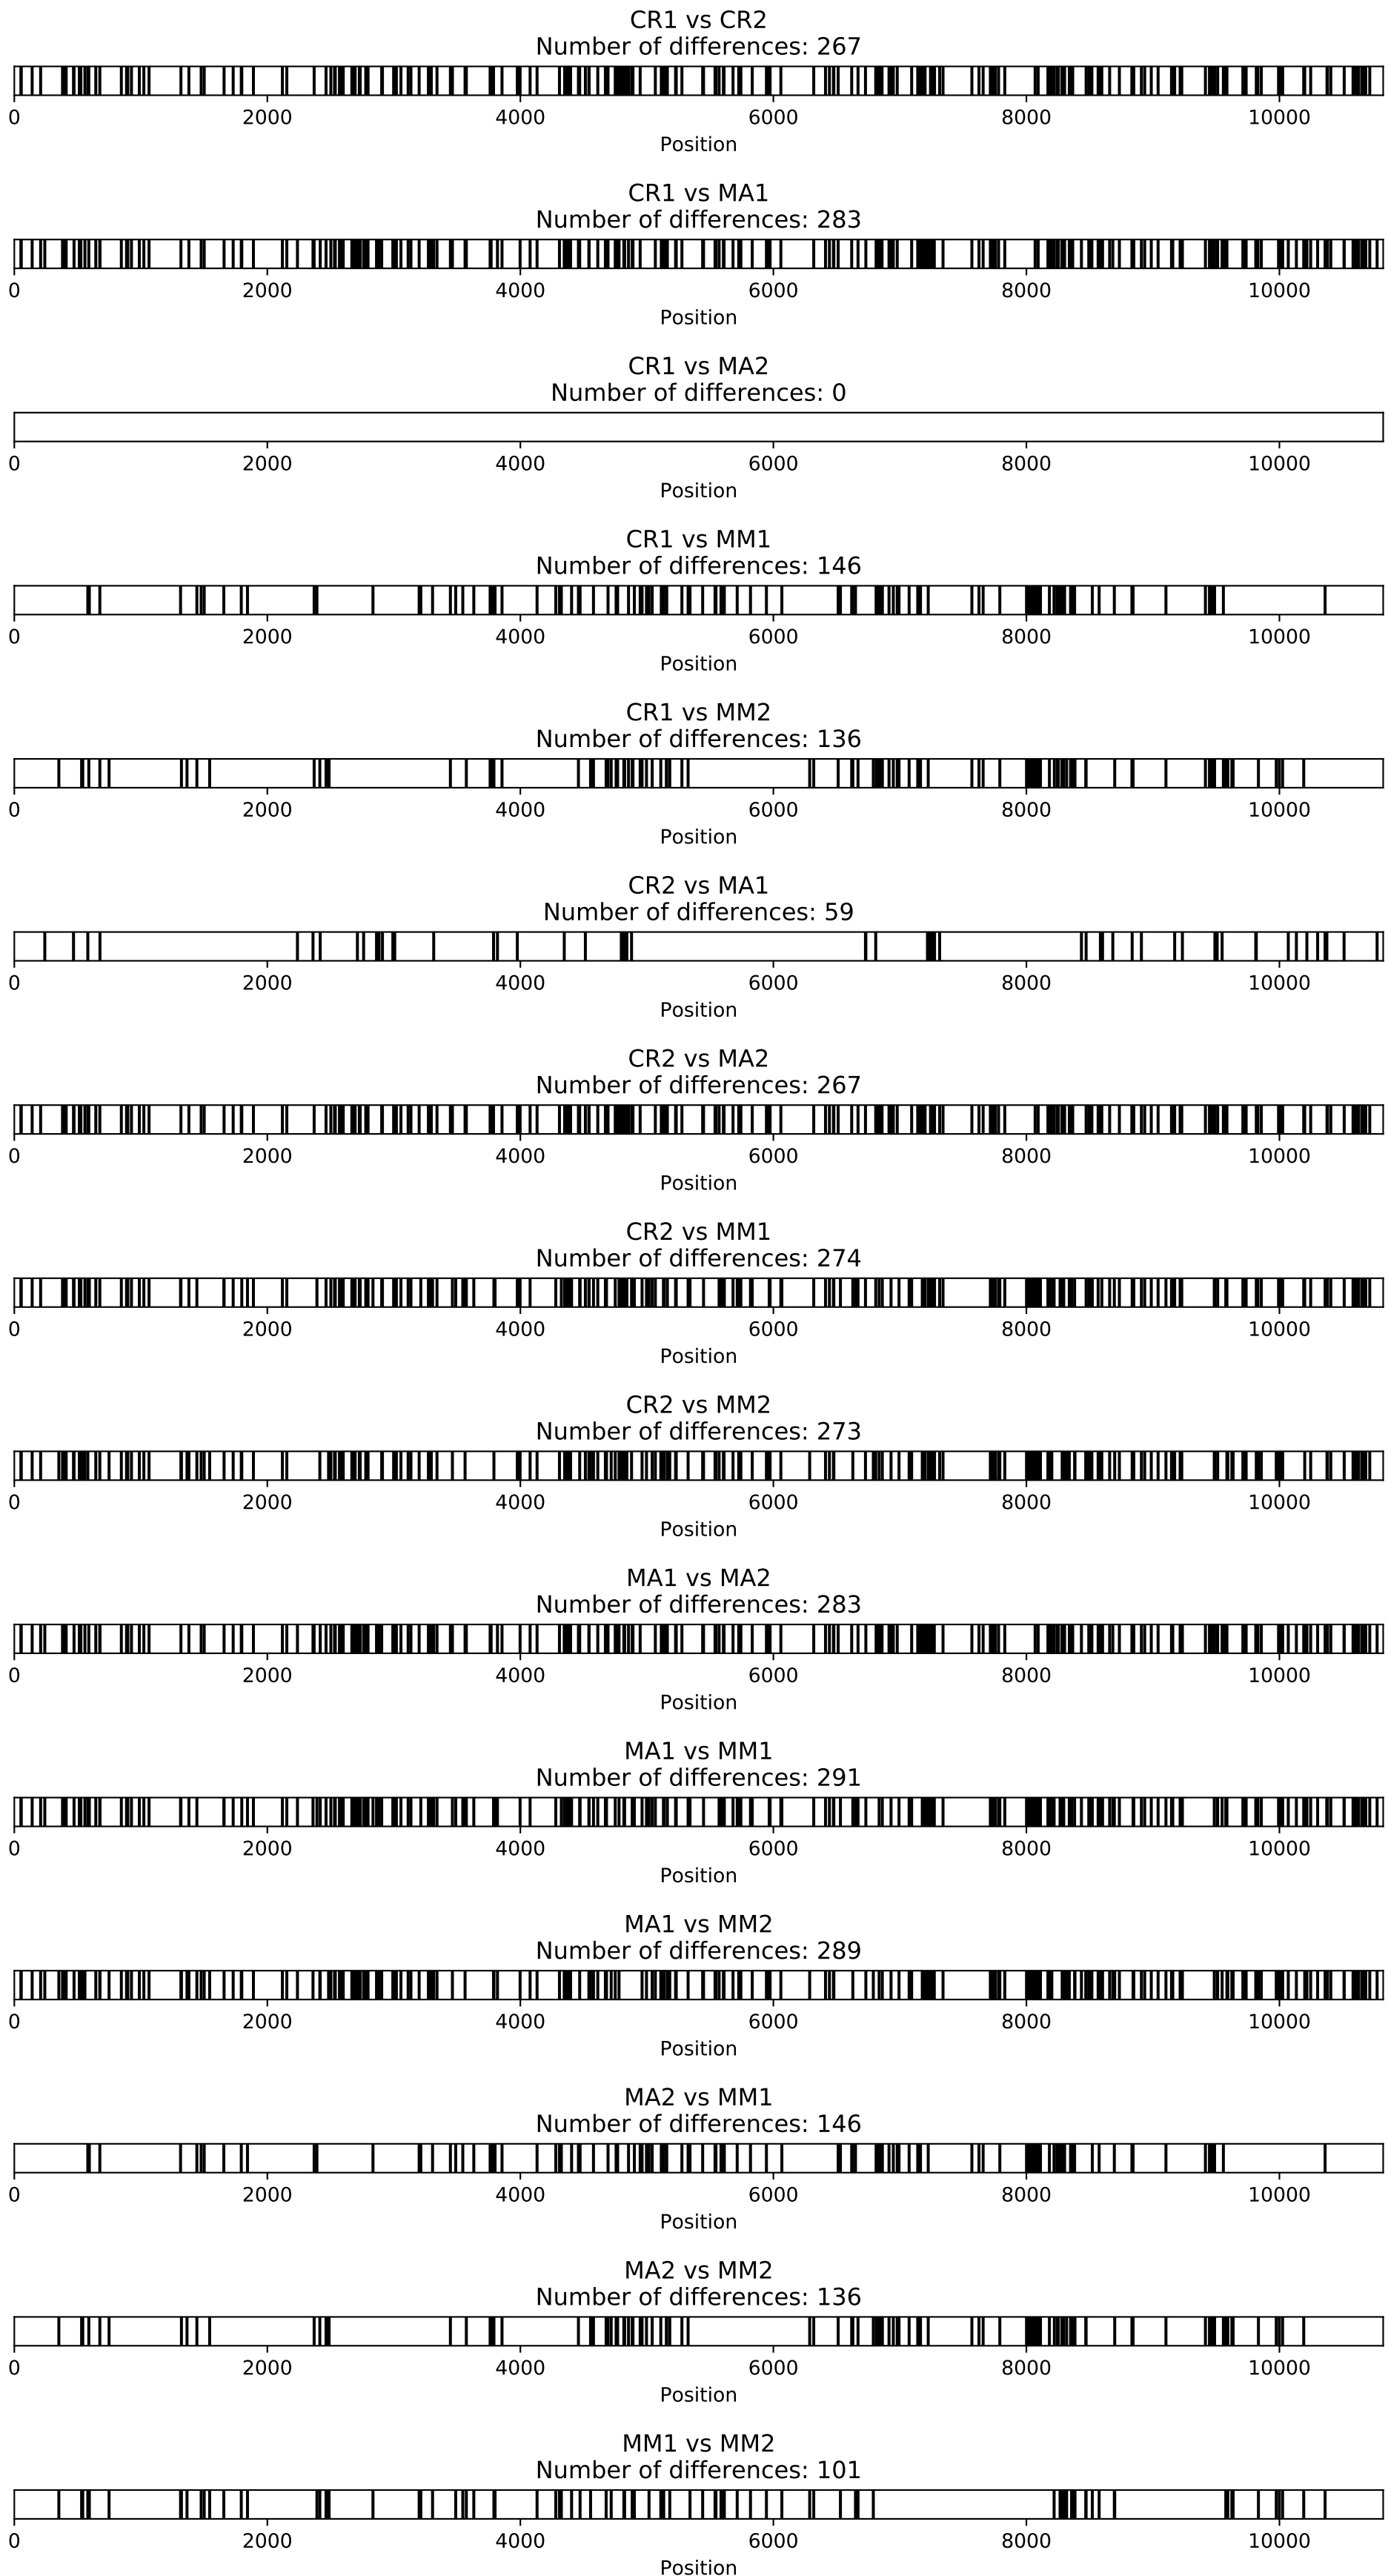 CR1 vs CR2
Number of differences: 267
0 2000 4000 6000 8000 10000
Position
CR1 vs MA1
Number of differences: 283
0 2000 4000 6000 8000 10000
Position
CR1 vs MA2
Number of differences: 0
0 2000 4000 6000 8000 10000
Position
CR1 vs MM1
Number of differences: 146
0 2000 4000 6000 8000 10000
Position
CR1 vs MM2
Number of differences: 136
0 2000 4000 6000 8000 10000
Position
CR2 vs MA1
Number of differences: 59
0 2000 4000 6000 8000 10000
Position
CR2 vs MA2
Number of differences: 267
0 2000 4000 6000 8000 10000
Position
CR2 vs MM1
Number of differences: 274
0 2000 4000 6000 8000 10000
Position
CR2 vs MM2
Number of differences: 273
0 2000 4000 6000 8000 10000
Position
MA1 vs MA2
Number of differences: 283
0 2000 4000 6000 8000 10000
Position
MA1 vs MM1
Number of differences: 291
0 2000 4000 6000 8000 10000
Position
MA1 vs MM2
Number of differences: 289
0 2000 4000 6000 8000 10000
Position
MA2 vs MM1
Number of differences: 146
0 2000 4000 6000 8000 10000
Position
MA2 vs MM2
Number of differences: 136
0 2000 4000 6000 8000 10000
Position
MM1 vs MM2
Number of differences: 101
0 2000 4000 6000 8000 10000
Position